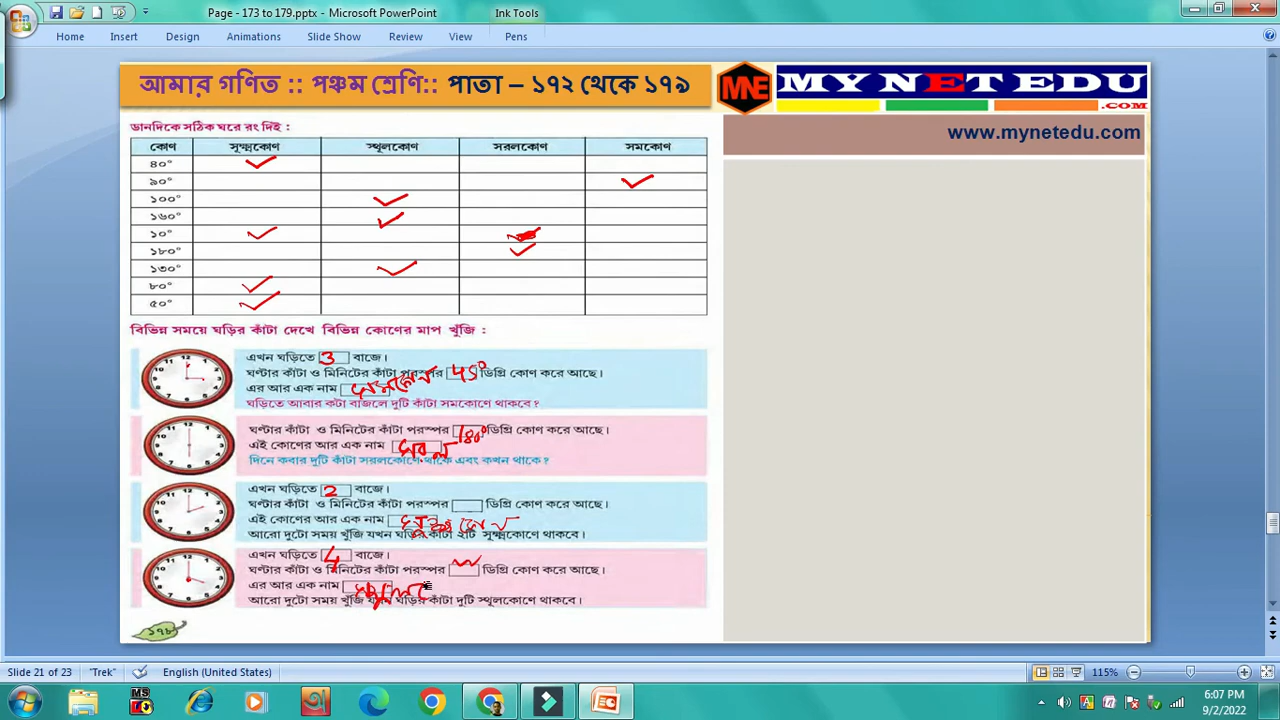 Page - 173 to 179.pptx - Microsoft PowerPoint
Ink Tools
Home Insert Design Animations Slide Show Review View Pens
আমার গণিত :: পঞ্চম শ্রেণি:: পাতা – ১৭২ থেকে ১৭৯
MNE
MY NET EDU
.COM
www.mynetedu.com
ডানদিকে সঠিক ঘরে রং দিই :
কোণ সূক্ষ্মকোণ স্থূলকোণ সরলকোণ সমকোণ
৪০°
৯০°
১০০°
১৬০°
১০°
১৮০°
১৩০°
৮০°
৫০°
বিভিন্ন সময়ে ঘড়ির কাঁটা দেখে বিভিন্ন কোণের মাপ খুঁজি :
এখন ঘড়িতে 3 বাজে।
ঘণ্টার কাঁটা ও মিনিটের কাঁটা পরস্পর ডিগ্রি কোণ করে আছে।
এর আর এক নাম
ঘড়িতে আবার কটা বাজলে দুটি কাঁটা সমকোণে থাকবে?
ঘণ্টার কাঁটা ও মিনিটের কাঁটা পরস্পর 180° ডিগ্রি কোণ করে আছে।
এই কোণের আর এক নাম
দিনে কবার দুটি কাঁটা সরলকোণে থাকে এবং কখন থাকে?
এখন ঘড়িতে 2 বাজে।
ঘণ্টার কাঁটা ও মিনিটের কাঁটা পরস্পর ডিগ্রি কোণ করে আছে।
এই কোণের আর এক নাম
আরো দুটো সময় খুঁজি যখন ঘড়ির কাঁটা ২টি সূক্ষ্মকোণে থাকবে।
এখন ঘড়িতে 4 বাজে।
ঘণ্টার কাঁটা ও মিনিটের কাঁটা পরস্পর ডিগ্রি কোণ করে আছে।
এর আর এক নাম
আরো দুটো সময় খুঁজি যখন ঘড়ির কাঁটা দুটি স্থূলকোণে থাকবে।
১৭৮
Slide 21 of 23 "Trek" English (United States) 115%
6:07 PM
9/2/2022